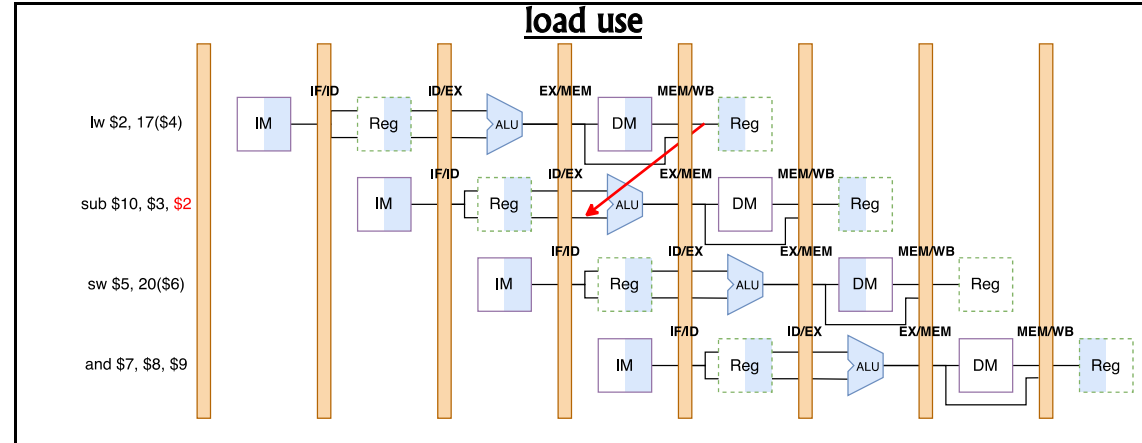 load use
IF/ID ID/EX EX/MEM MEM/WB
lw $2, 17($4) IM Reg ALU DM Reg
IF/ID ID/EX EX/MEM MEM/WB
sub $10, $3, $2 IM Reg ALU DM Reg
IF/ID ID/EX EX/MEM MEM/WB
sw $5, 20($6) IM Reg ALU DM Reg
IF/ID ID/EX EX/MEM MEM/WB
and $7, $8, $9 IM Reg ALU DM Reg